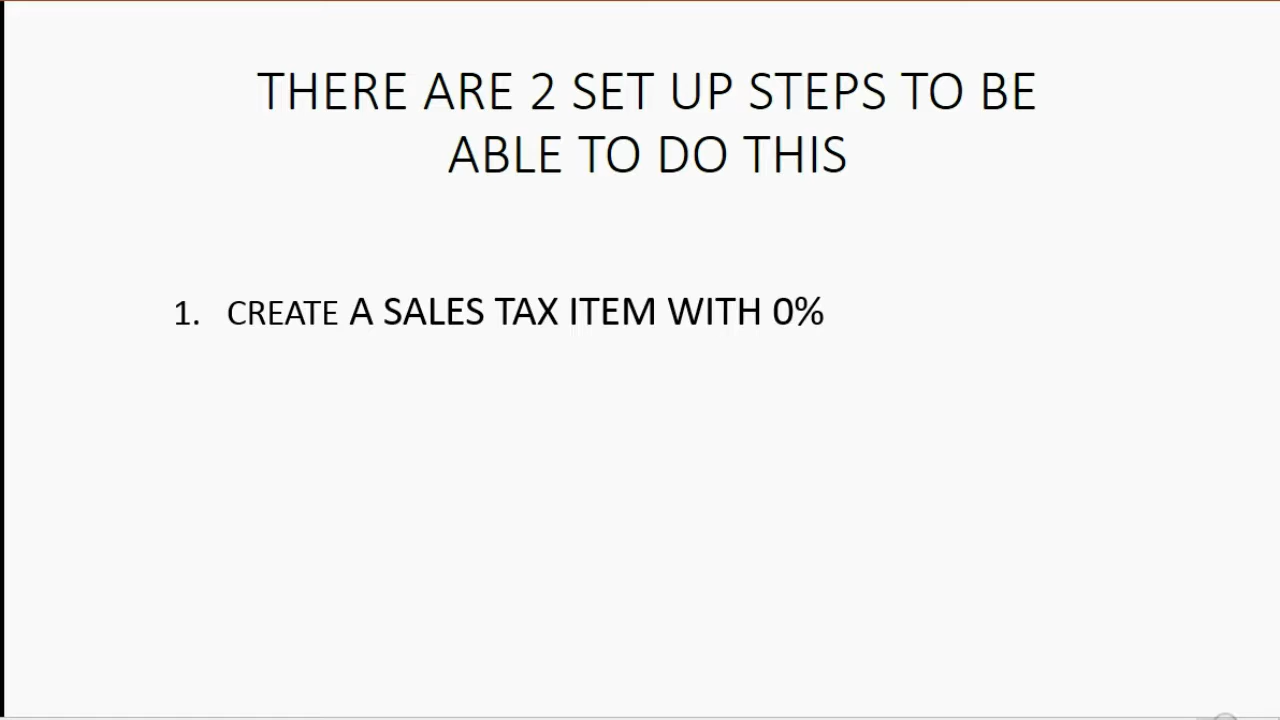 THERE ARE 2 SET UP STEPS TO BE
ABLE TO DO THIS
1. CREATE A SALES TAX ITEM WITH 0%